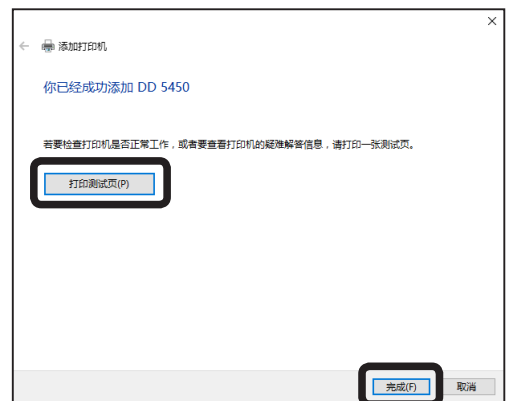 添加打印机
你已经成功添加 DD 5450
若要检查打印机是否正常工作，或者要查看打印机的疑难解答信息，请打印一张测试页。
打印测试页(P)
完成(F) 取消